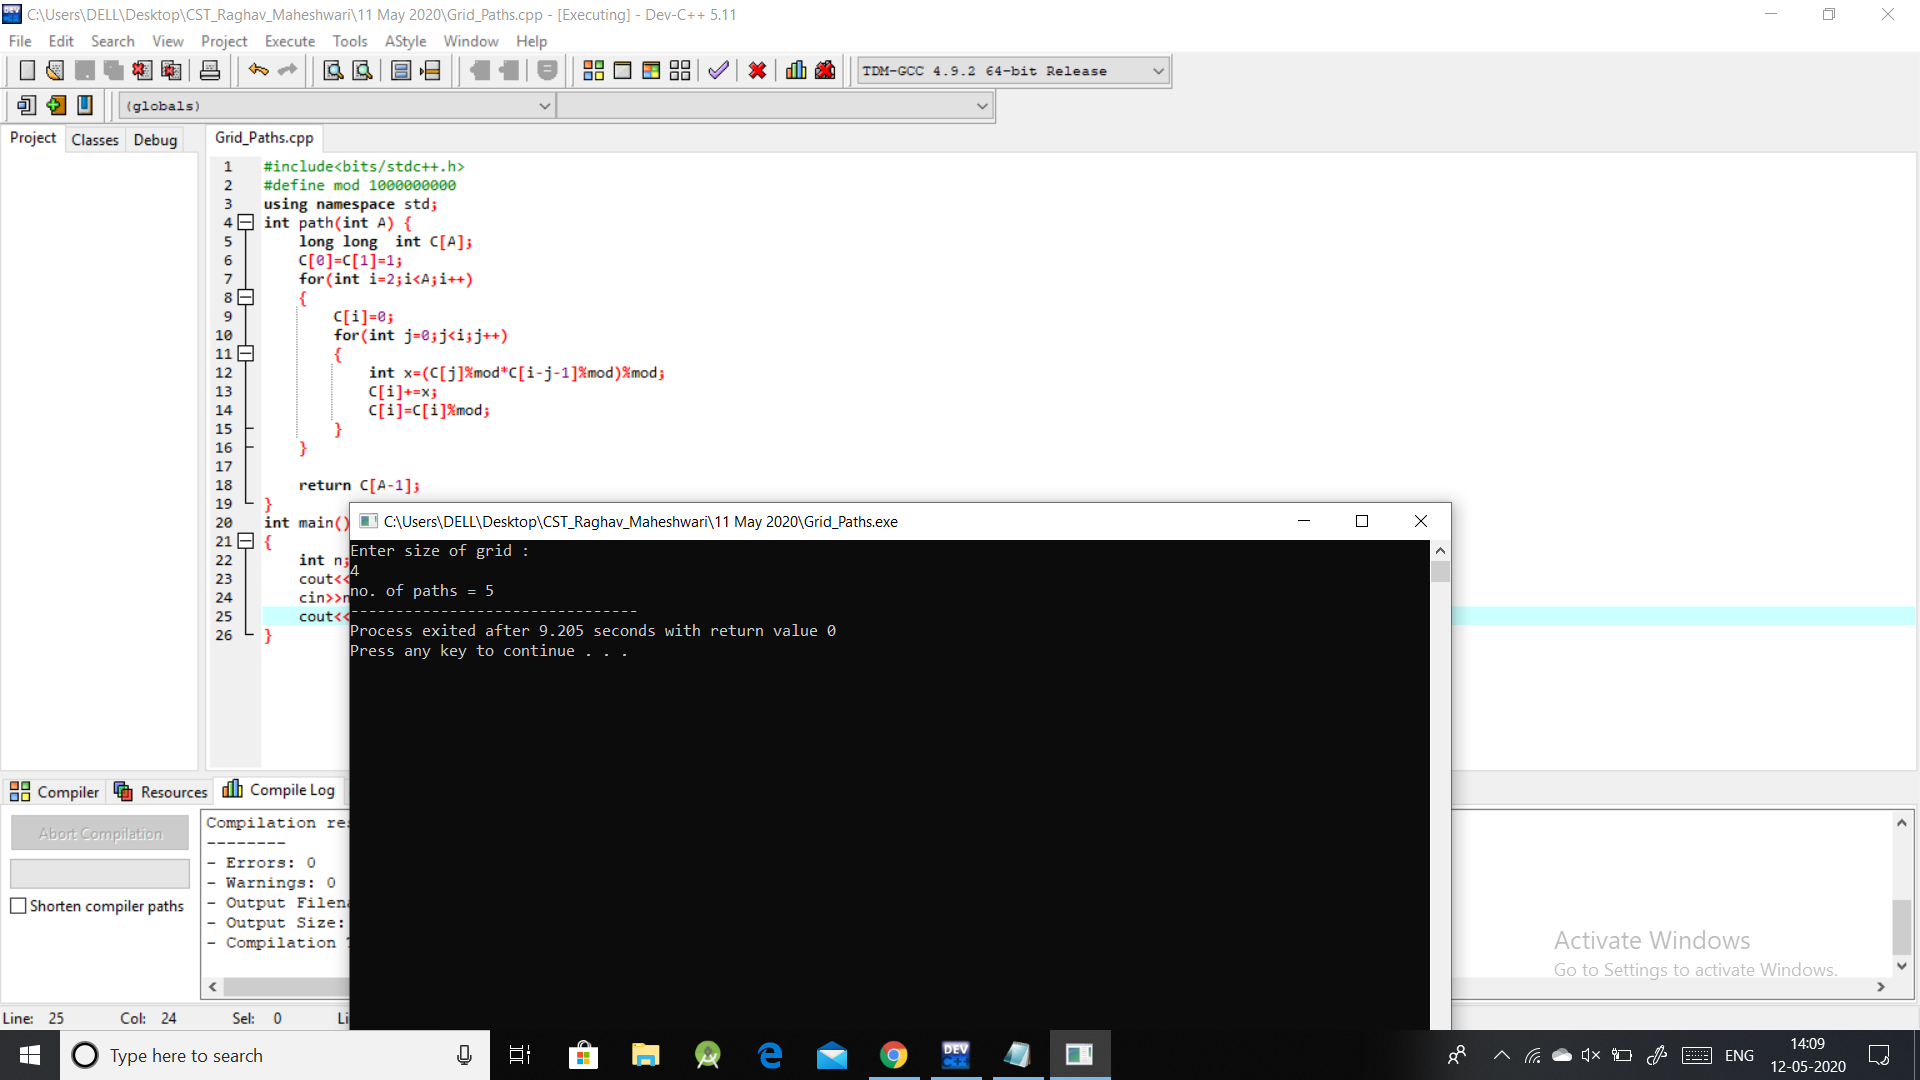 C:\Users\DELL\Desktop\CST_Raghav_Maheshwari\11 May 2020\Grid_Paths.cpp - [Executing] - Dev-C++ 5.11
File Edit Search View Project Execute Tools AStyle Window Help
TDM-GCC 4.9.2 64-bit Release
(globals)
Project Classes Debug
Grid_Paths.cpp
1 #include<bits/stdc++.h>
2 #define mod 1000000000
3 using namespace std;
4 int path(int A) {
5 long long  int C[A];
6 C[0]=C[1]=1;
7 for(int i=2;i<A;i++)
8 {
9 C[i]=0;
10 for(int j=0;j<i;j++)
11 {
12 int x=(C[j]%mod*C[i-j-1]%mod)%mod;
13 C[i]+=x;
14 C[i]=C[i]%mod;
15 }
16 }
17
18 return C[A-1];
19 }
20 int main()
21 {
22 int n;
23 cout<<
24 cin>>n
25 cout<<
26 }
C:\Users\DELL\Desktop\CST_Raghav_Maheshwari\11 May 2020\Grid_Paths.exe
Enter size of grid :
4
no. of paths = 5
--------------------------------
Process exited after 9.205 seconds with return value 0
Press any key to continue . . .
Compiler Resources Compile Log
Abort Compilation
Shorten compiler paths
Compilation res
--------
- Errors: 0
- Warnings: 0
- Output Filena
- Output Size:
- Compilation
Activate Windows
Go to Settings to activate Windows.
Line: 25 Col: 24 Sel: 0 Li
Type here to search
DEV C++
ENG
14:09
12-05-2020